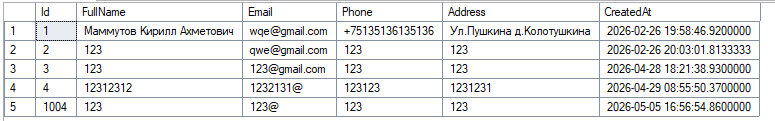 Id FullName Email Phone Address CreatedAt
1 1 Маммутов Кирилл Ахметович wqe@gmail.com +75135136135136 Ул.Пушкина д.Колотушкина 2026-02-26 19:58:46.9200000
2 2 123 qwe@gmail.com 123 123 2026-02-26 20:03:01.8133333
3 3 123 123@gmail.com 123 123 2026-04-28 18:21:38.9300000
4 4 12312312 1232131@ 123123 1231231 2026-04-29 08:55:50.3700000
5 1004 123 123@ 123 123 2026-05-05 16:56:54.8600000